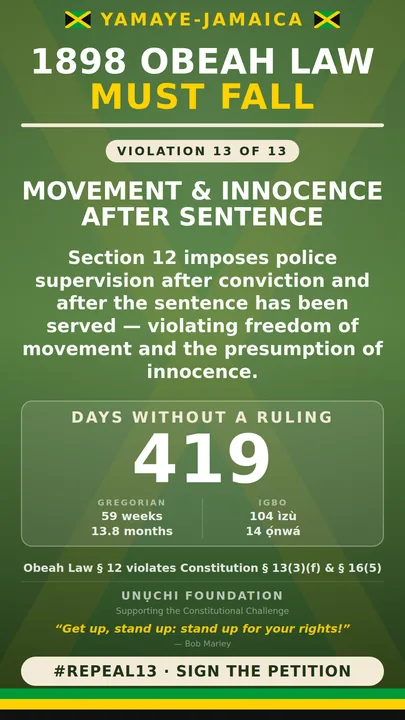 YAMAYE-JAMAICA
1898 OBEAH LAW
MUST FALL
VIOLATION 13 OF 13
MOVEMENT & INNOCENCE
AFTER SENTENCE
Section 12 imposes police
supervision after conviction and
after the sentence has been
served — violating freedom of
movement and the presumption of
innocence.
DAYS WITHOUT A RULING
419
GREGORIAN
59 weeks
13.8 months
IGBO
104 ìzù
14 ọ́nwá
Obeah Law § 12 violates Constitution § 13(3)(f) & § 16(5)
UNỤCHI FOUNDATION
Supporting the Constitutional Challenge
“Get up, stand up: stand up for your rights!”
— Bob Marley
#REPEAL13 · SIGN THE PETITION